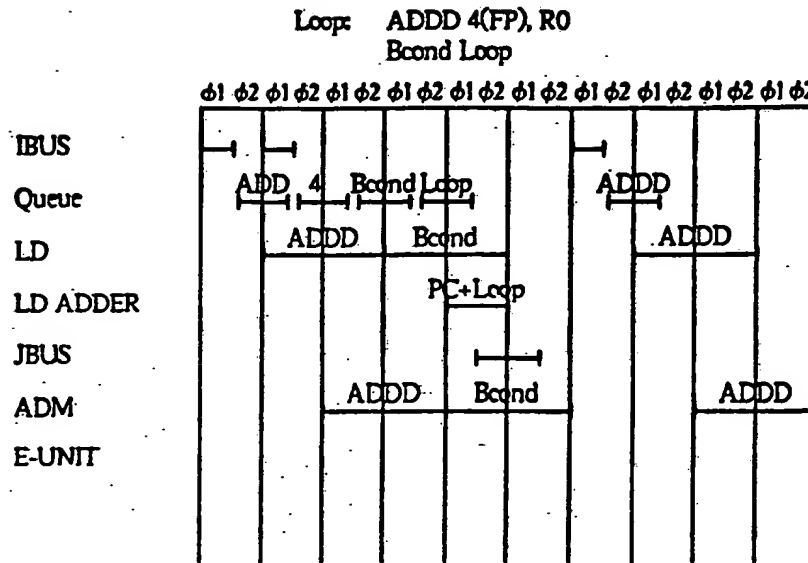 Loop: ADDD 4(FP), R0
Bcond Loop
ϕ1 ϕ2 ϕ1 ϕ2 ϕ1 ϕ2 ϕ1 ϕ2 ϕ1 ϕ2 ϕ1 ϕ2 ϕ1 ϕ2 ϕ1 ϕ2 ϕ1 ϕ2 ϕ1 ϕ2
IBUS
Queue ADD 4 Bcond Loop ADDD
LD ADDD Bcond ADDD
LD ADDER PC+Loop
JBUS
ADM ADDD Bcond ADDD
E-UNIT